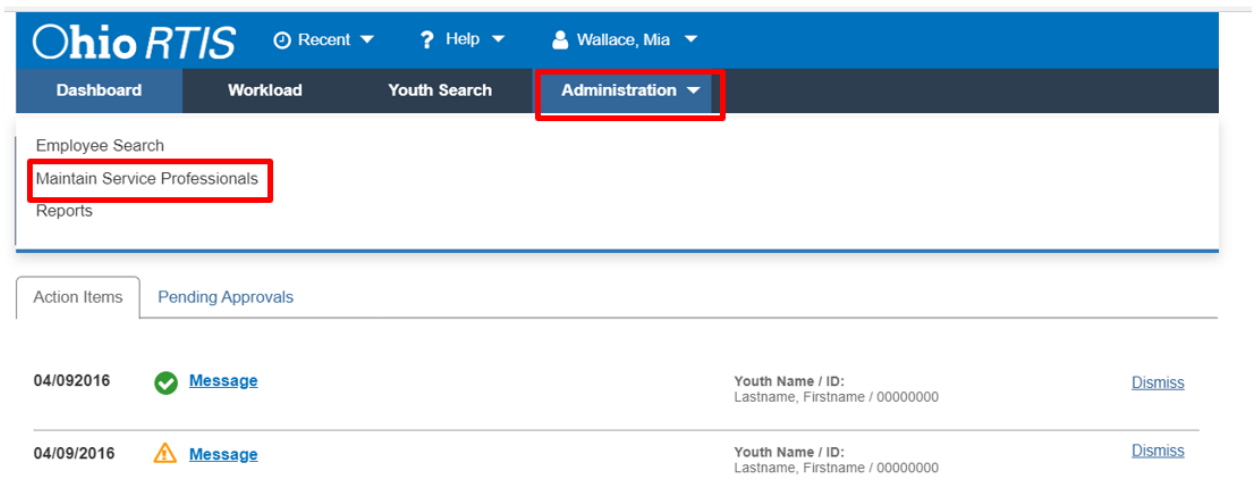 Ohio RTIS Recent ? Help Wallace, Mia
Dashboard Workload Youth Search Administration
Employee Search
Maintain Service Professionals
Reports
Action Items Pending Approvals
04/092016 Message Youth Name / ID: Dismiss
Lastname, Firstname / 00000000
04/09/2016 Message Youth Name / ID: Dismiss
Lastname, Firstname / 00000000